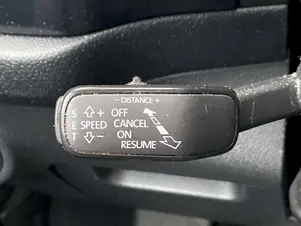 - DISTANCE +
S ⇧+ OFF
E SPEED CANCEL
T ⇩- ON
RESUME